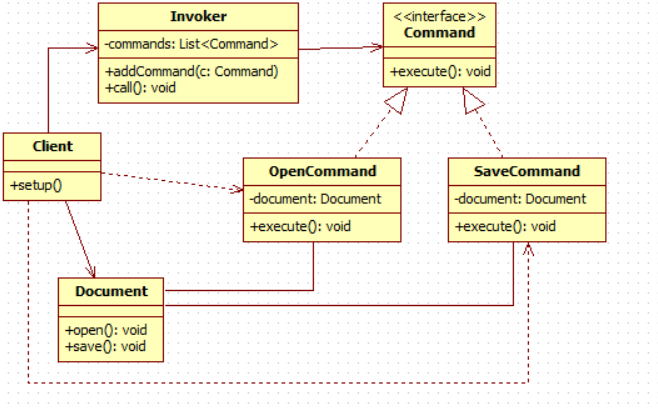 Invoker
-commands: List<Command>
+addCommand(c: Command)
+call(): void
<<interface>>
Command
+execute(): void
Client
+setup()
OpenCommand
-document: Document
+execute(): void
SaveCommand
-document: Document
+execute(): void
Document
+open(): void
+save(): void